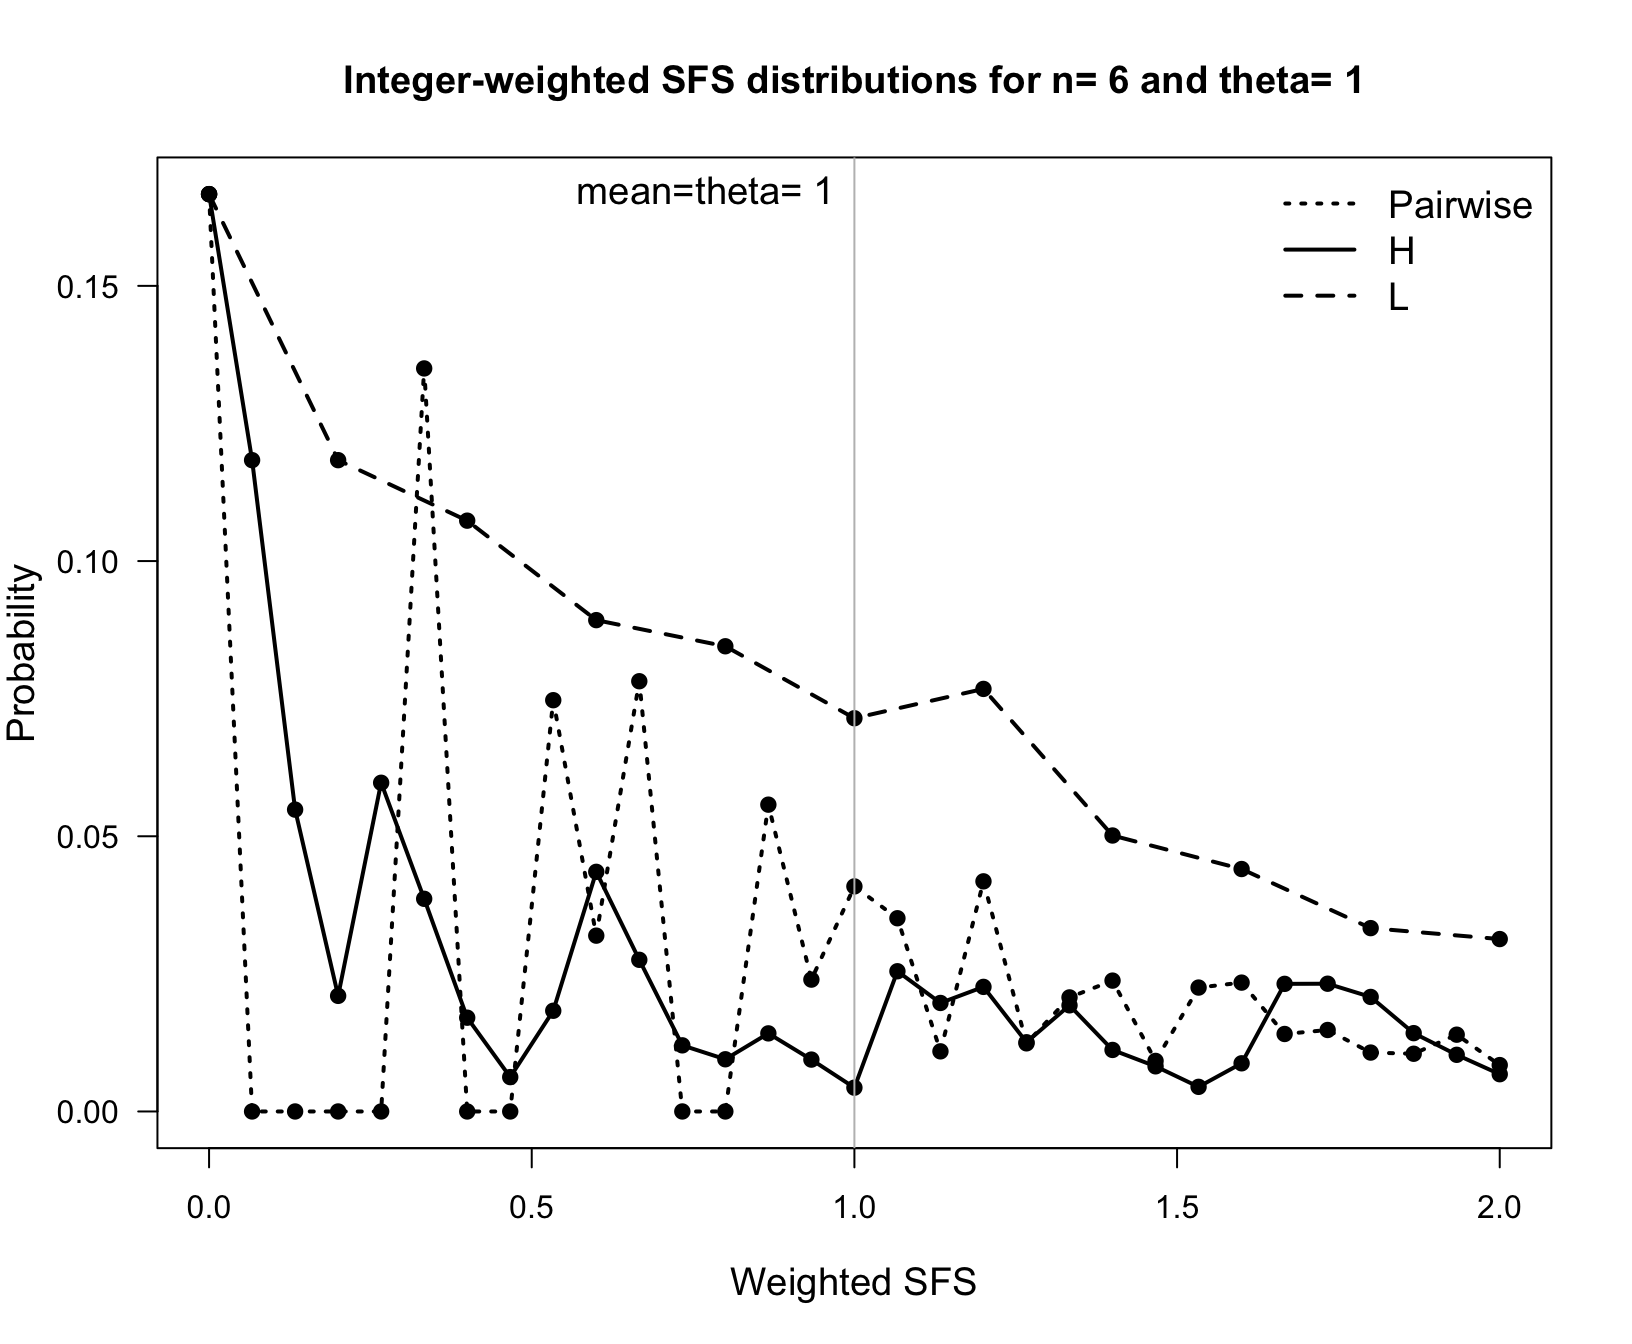 Integer-weighted SFS distributions for n= 6 and theta= 1
mean=theta= 1
Pairwise
H
L
Probability
0.15
0.10
0.05
0.00
0.0 0.5 1.0 1.5 2.0
Weighted SFS